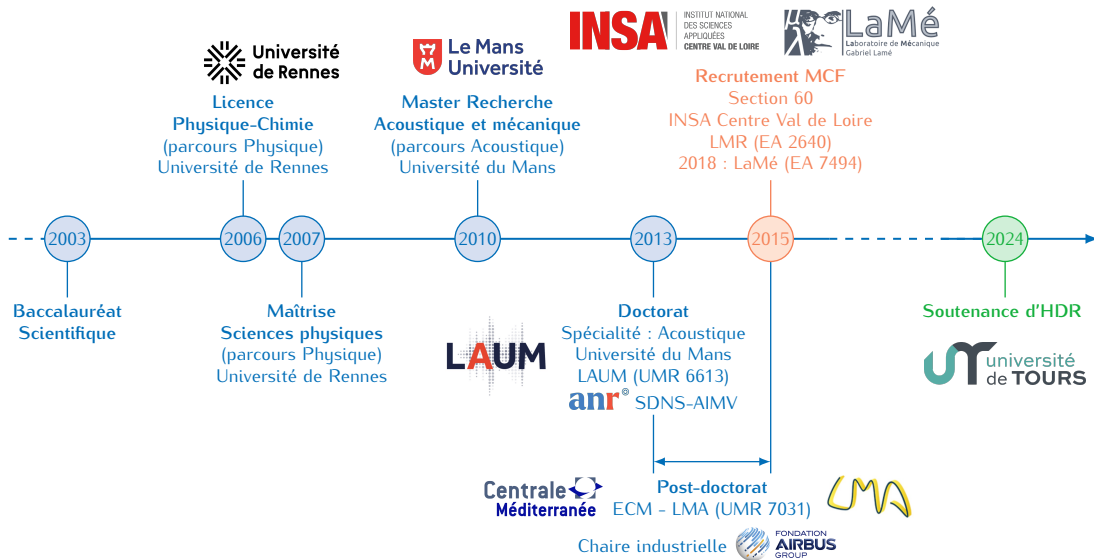 INSA
INSTITUT NATIONAL
DES SCIENCES
APPLIQUÉES
CENTRE VAL DE LOIRE
LaMé
Laboratoire de Mécanique
Gabriel Lamé
Université
de Rennes
Le Mans
Université
Licence
Physique-Chimie
(parcours Physique)
Université de Rennes
Master Recherche
Acoustique et mécanique
(parcours Acoustique)
Université du Mans
Recrutement MCF
Section 60
INSA Centre Val de Loire
LMR (EA 2640)
2018 : LaMé (EA 7494)
2003
2006
2007
2010
2013
2015
2024
Baccalauréat
Scientifique
Maîtrise
Sciences physiques
(parcours Physique)
Université de Rennes
LAUM
Doctorat
Spécialité : Acoustique
Université du Mans
LAUM (UMR 6613)
anr® SDNS-AIMV
Soutenance d'HDR
université
de TOURS
Centrale
Méditerranée
Post-doctorat
ECM - LMA (UMR 7031)
LMA
Chaire industrielle
FONDATION
AIRBUS
GROUP